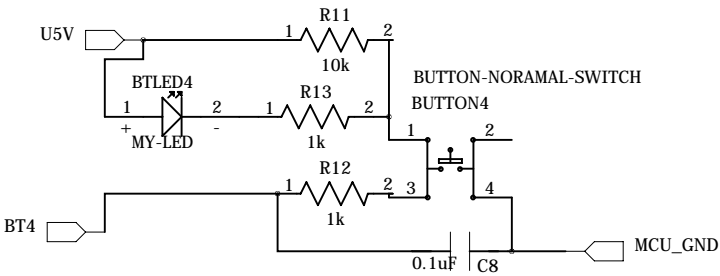 R11
U5V
1
2
10k
BUTTON-NORAMAL-SWITCH
BTLED4
R13
BUTTON4
1
2
1
2
+
-
1
2
MY-LED
1k
R12
1
2
3
4
BT4
1k
MCU_GND
0.1uF
C8